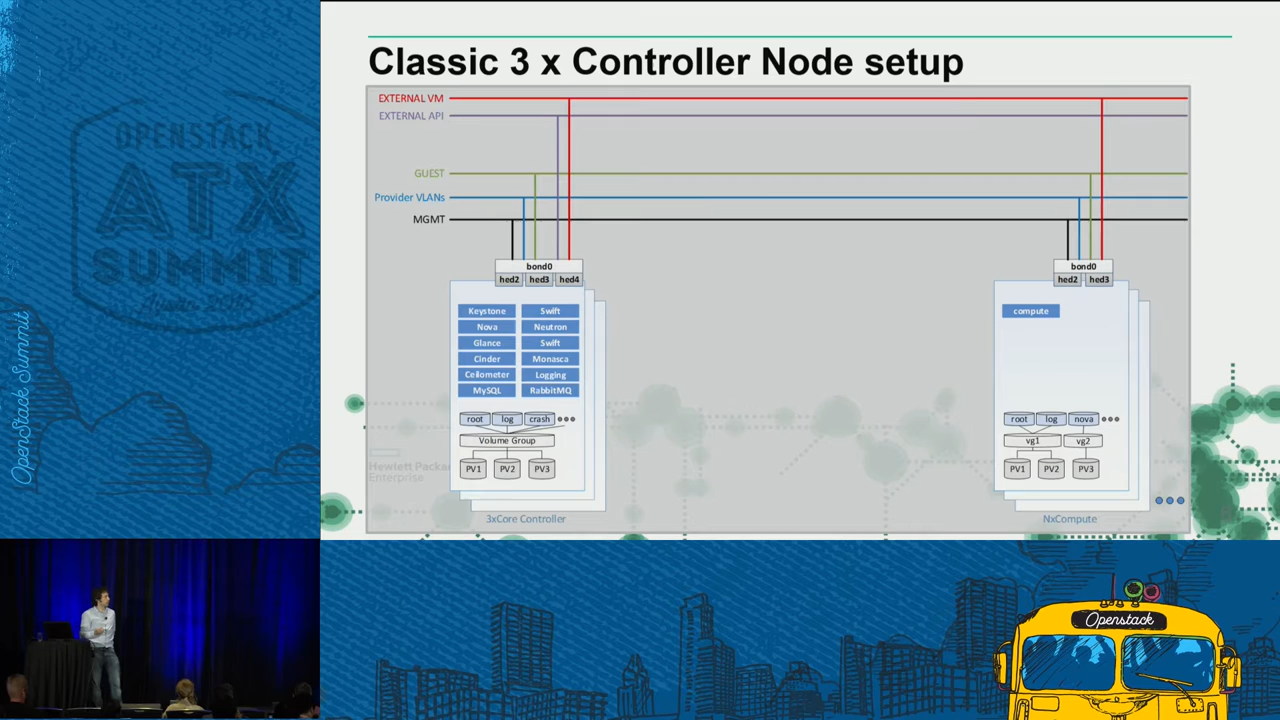 OPENSTACK
ATX
SUMMIT
Austin 2016
OpenStack Summit
Classic 3 x Controller Node setup
EXTERNAL VM
EXTERNAL API
GUEST
Provider VLANs
MGMT
bond0
hed2 hed3 hed4
Keystone Swift
Nova Neutron
Glance Swift
Cinder Monasca
Ceilometer Logging
MySQL RabbitMQ
root log crash
Volume Group
PV1 PV2 PV3
3xCore Controller
bond0
hed2 hed3
compute
root log nova
vg1 vg2
PV1 PV2 PV3
NxCompute
Hewlett Packa
Enterprise
Openstack